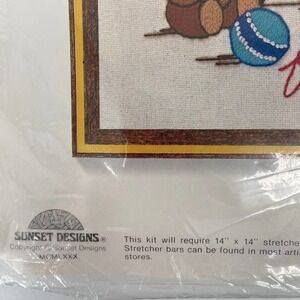 SUNSET DESIGNS®
Copyright © Sunset Designs
MCMLXXX
This kit will require 14'' x 14'' stretche
Stretcher bars can be found in most arti
stores.